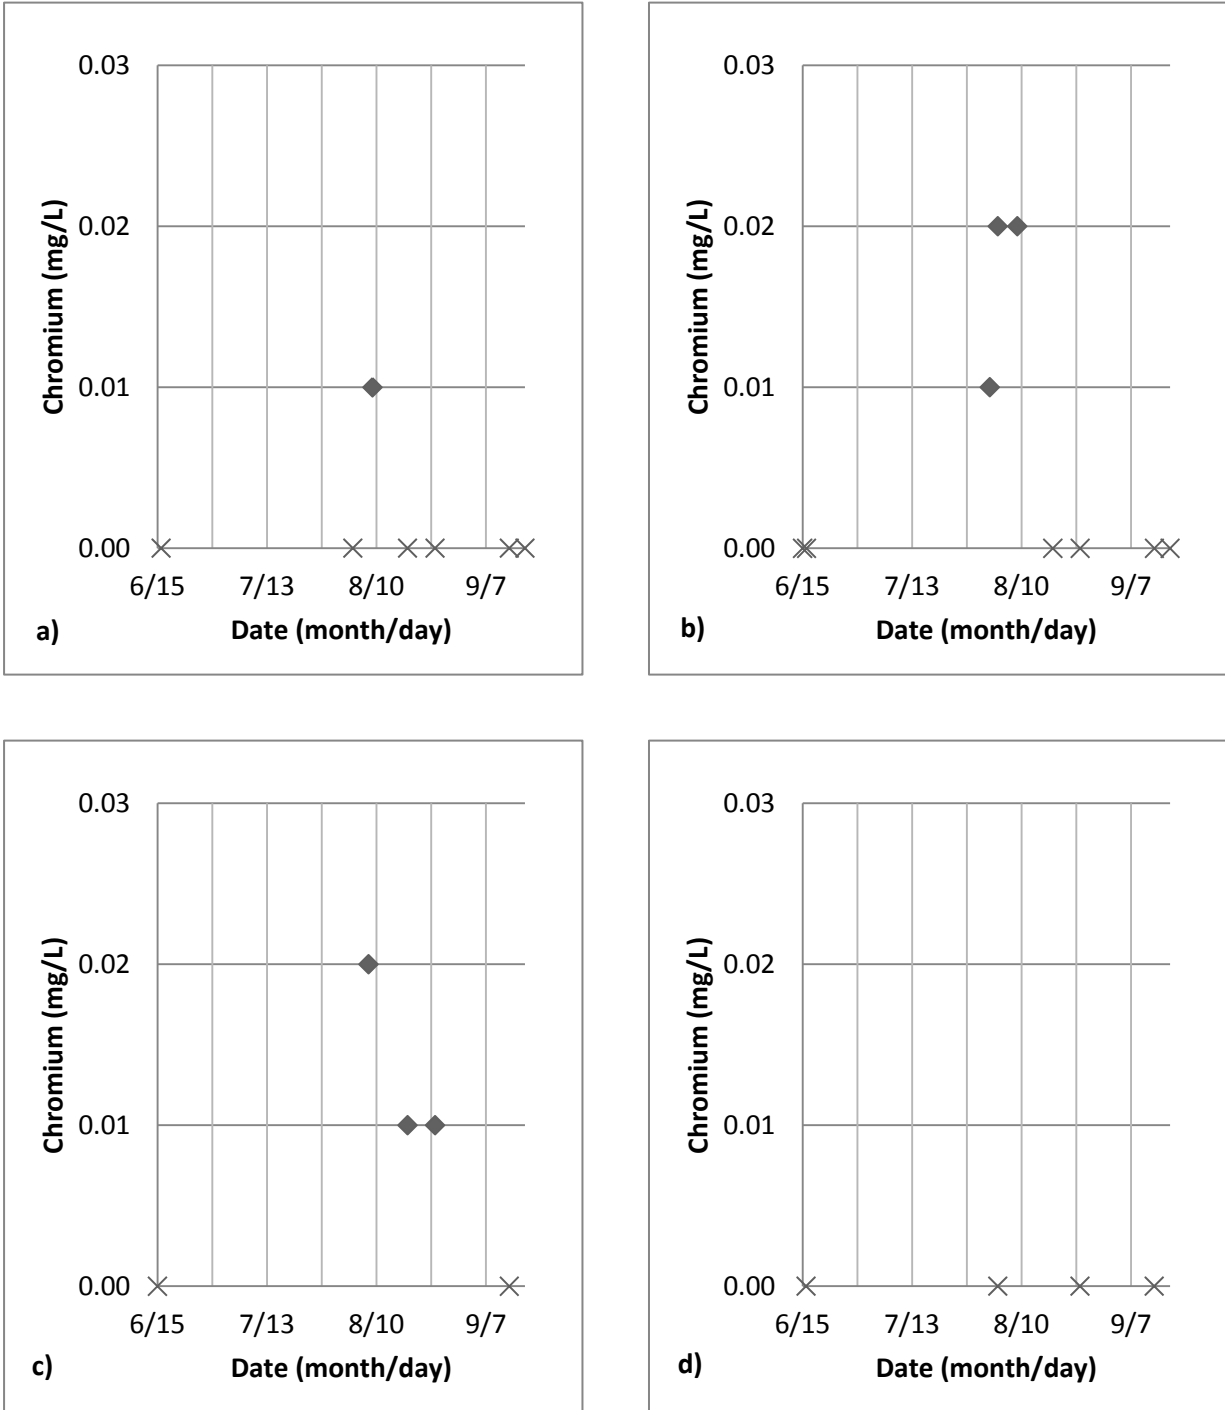 0.03
0.02
0.01
0.00
Chromium (mg/L)
6/15 7/13 8/10 9/7
a) Date (month/day)
0.03
0.02
0.01
0.00
Chromium (mg/L)
6/15 7/13 8/10 9/7
b) Date (month/day)
0.03
0.02
0.01
0.00
Chromium (mg/L)
6/15 7/13 8/10 9/7
c) Date (month/day)
0.03
0.02
0.01
0.00
Chromium (mg/L)
6/15 7/13 8/10 9/7
d) Date (month/day)